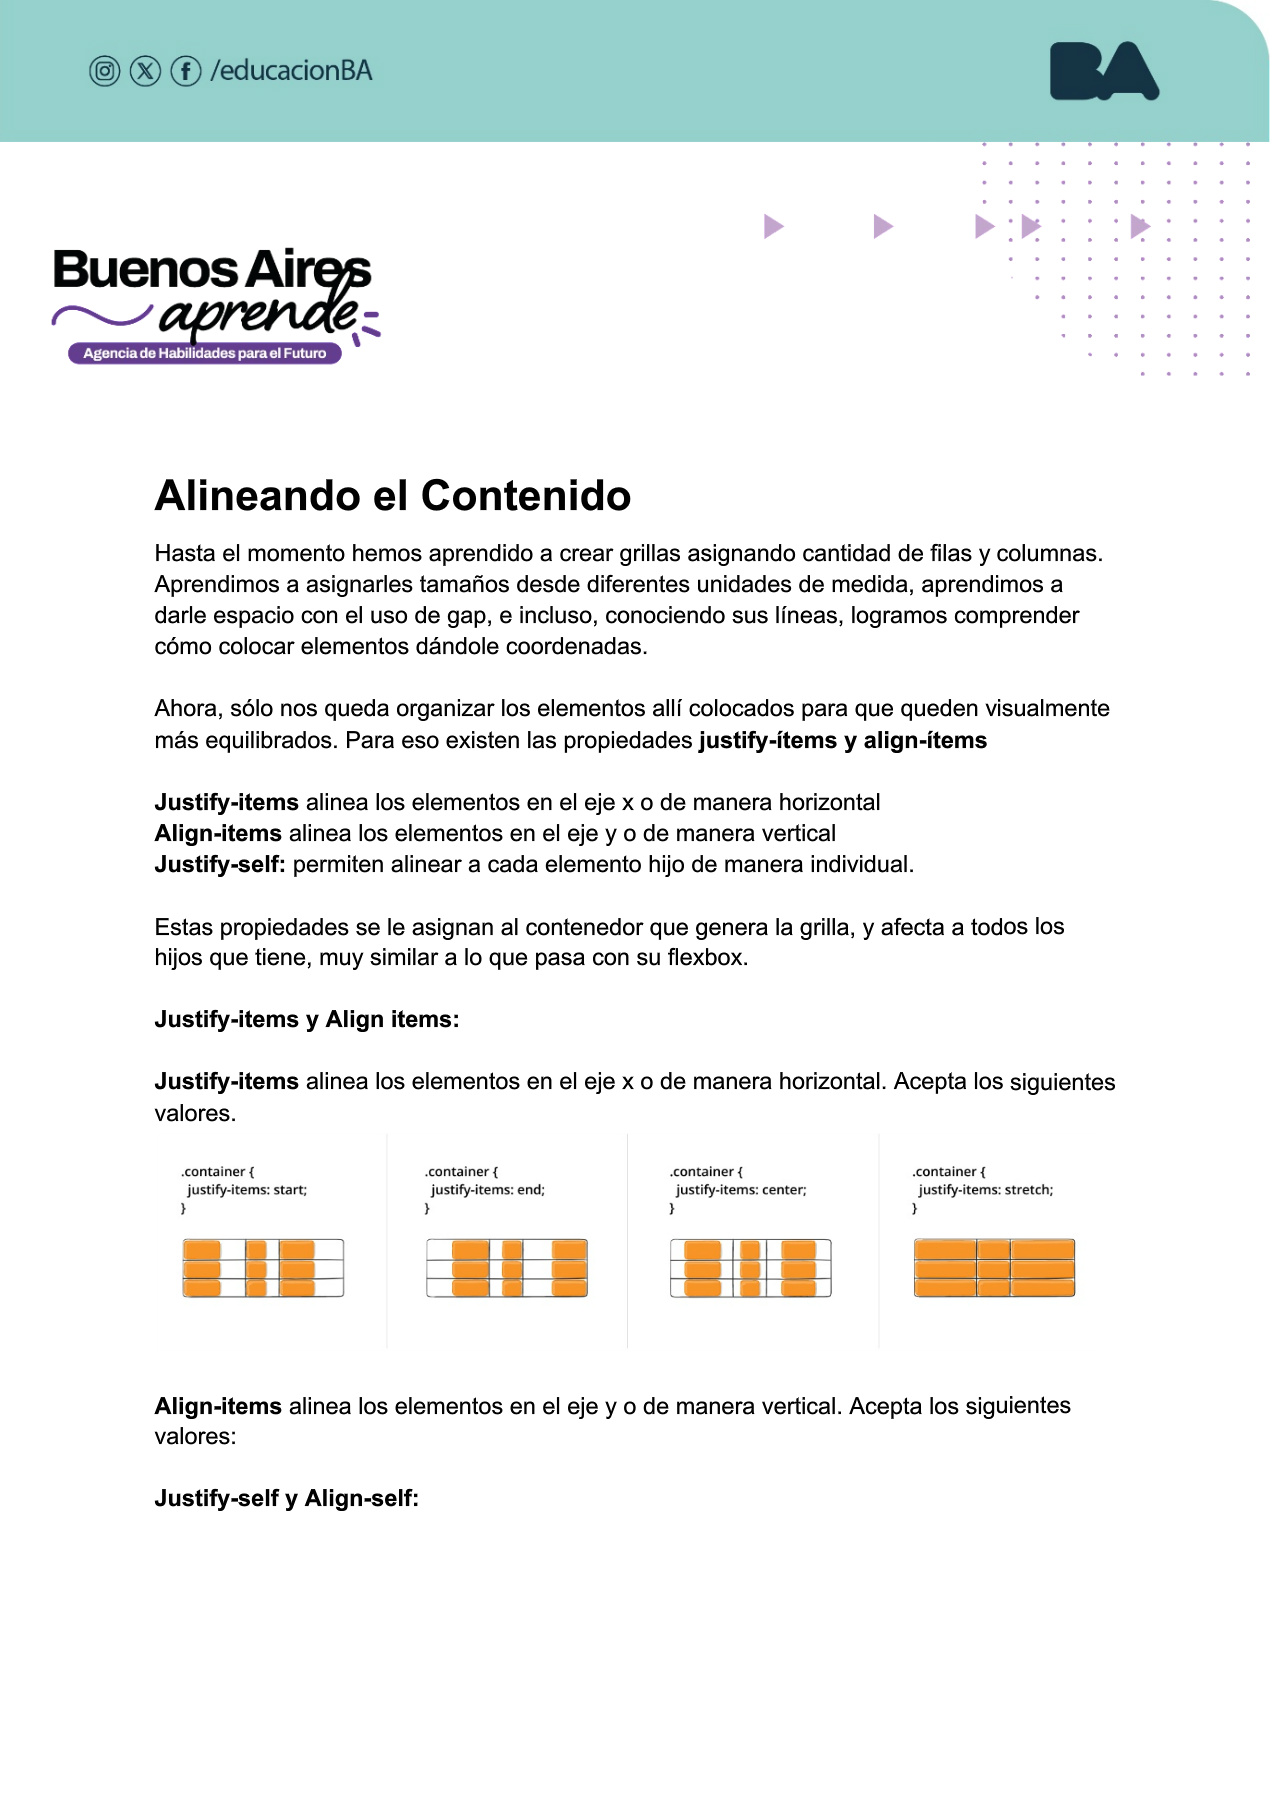 /educacionBA
BA
Buenos Aires
aprende
Agencia de Habilidades para el Futuro
Alineando el Contenido
Hasta el momento hemos aprendido a crear grillas asignando cantidad de filas y columnas.
Aprendimos a asignarles tamaños desde diferentes unidades de medida, aprendimos a
darle espacio con el uso de gap, e incluso, conociendo sus líneas, logramos comprender
cómo colocar elementos dándole coordenadas.
Ahora, sólo nos queda organizar los elementos allí colocados para que queden visualmente
más equilibrados. Para eso existen las propiedades justify-ítems y align-ítems
Justify-items alinea los elementos en el eje x o de manera horizontal
Align-items alinea los elementos en el eje y o de manera vertical
Justify-self: permiten alinear a cada elemento hijo de manera individual.
Estas propiedades se le asignan al contenedor que genera la grilla, y afecta a todos los
hijos que tiene, muy similar a lo que pasa con su flexbox.
Justify-items y Align items:
Justify-items alinea los elementos en el eje x o de manera horizontal. Acepta los siguientes
valores.
.container {
justify-items: start;
}
.container {
justify-items: end;
}
.container {
justify-items: center;
}
.container {
justify-items: stretch;
}
Align-items alinea los elementos en el eje y o de manera vertical. Acepta los siguientes
valores:
Justify-self y Align-self: